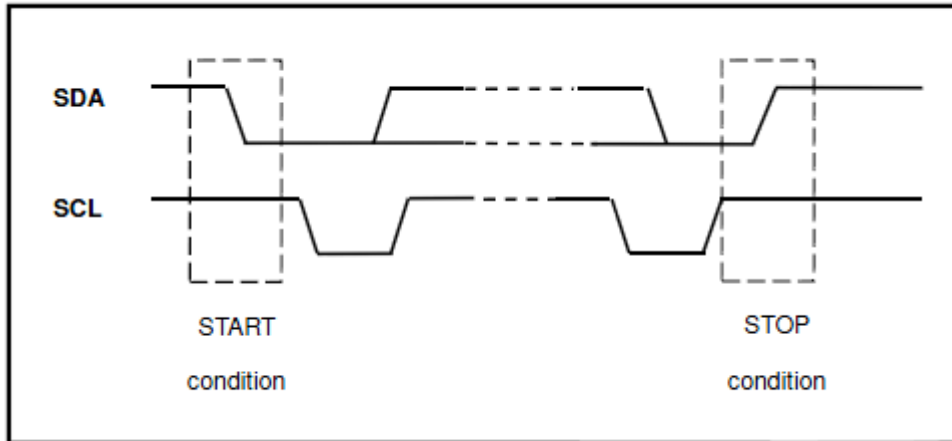 SDA
SCL
START
condition
STOP
condition